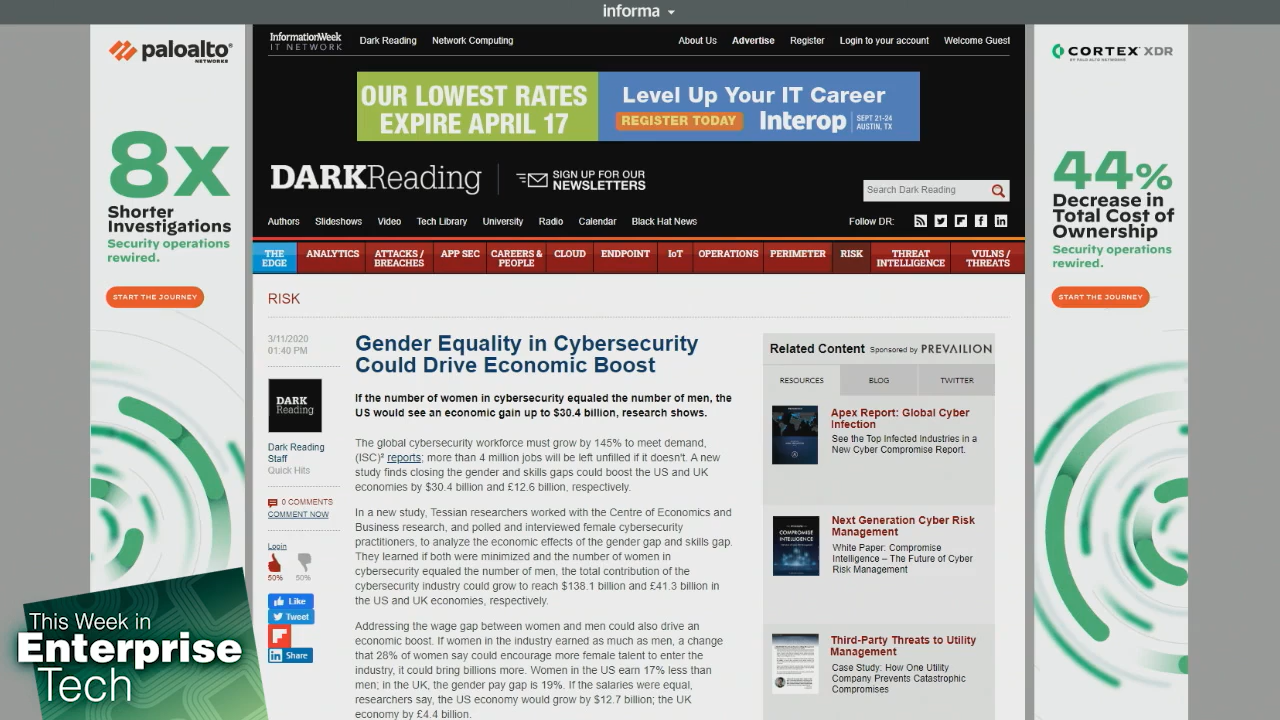 informa
paloalto
NETWORKS
8x
Shorter
Investigations
Security operations
rewired.
START THE JOURNEY
InformationWeek
IT NETWORK
Dark Reading
Network Computing
About Us
Advertise
Register
Login to your account
Welcome Guest
OUR LOWEST RATES
EXPIRE APRIL 17
Level Up Your IT Career
REGISTER TODAY
Interop
SEPT 21-24
AUSTIN, TX
DARKReading
SIGN UP FOR OUR
NEWSLETTERS
Search Dark Reading
Authors
Slideshows
Video
Tech Library
University
Radio
Calendar
Black Hat News
Follow DR:
THE
EDGE
ANALYTICS
ATTACKS /
BREACHES
APP SEC
CAREERS &
PEOPLE
CLOUD
ENDPOINT
IoT
OPERATIONS
PERIMETER
RISK
THREAT
INTELLIGENCE
VULNS /
THREATS
CORTEX XDR
BY PALO ALTO NETWORKS
44%
Decrease in
Total Cost of
Ownership
Security operations
rewired.
START THE JOURNEY
RISK
3/11/2020
01:40 PM
DARK
Reading
Dark Reading
Staff
Quick Hits
0 COMMENTS
COMMENT NOW
Login
50%
50%
Like
Tweet
Share
Gender Equality in Cybersecurity
Could Drive Economic Boost
If the number of women in cybersecurity equaled the number of men, the
US would see an economic gain up to $30.4 billion, research shows.
The global cybersecurity workforce must grow by 145% to meet demand,
(ISC)² reports; more than 4 million jobs will be left unfilled if it doesn't. A new
study finds closing the gender and skills gaps could boost the US and UK
economies by $30.4 billion and £12.6 billion, respectively.
In a new study, Tessian researchers worked with the Centre of Economics and
Business research, and polled and interviewed female cybersecurity
practitioners, to analyze the economic effects of the gender gap and skills gap.
They learned if both were minimized and the number of women in
cybersecurity equaled the number of men, the total contribution of the
cybersecurity industry could grow to reach $138.1 billion and £41.3 billion in
the US and UK economies, respectively.
Addressing the wage gap between women and men could also drive an
economic boost. If women in the industry earned as much as men, a change
that 28% of women say could encourage more female talent to enter the
industry, it could bring billions more. Women in the US earn 17% less than
men; in the UK, the gender pay gap is 19%. If the salaries were equal,
researchers say, the US economy would grow by $12.7 billion; the UK
economy by £4.4 billion.
Related Content
Sponsored by PREVAILION
RESOURCES
BLOG
TWITTER
Apex Report: Global Cyber
Infection
See the Top Infected Industries in a
New Cyber Compromise Report.
COMPROMISE
INTELLIGENCE
Next Generation Cyber Risk
Management
White Paper: Compromise
Intelligence – The Future of Cyber
Risk Management
Third-Party Threats to Utility
Management
Case Study: How One Utility
Company Prevents Catastrophic
Compromises
This Week in
Enterprise
Tech